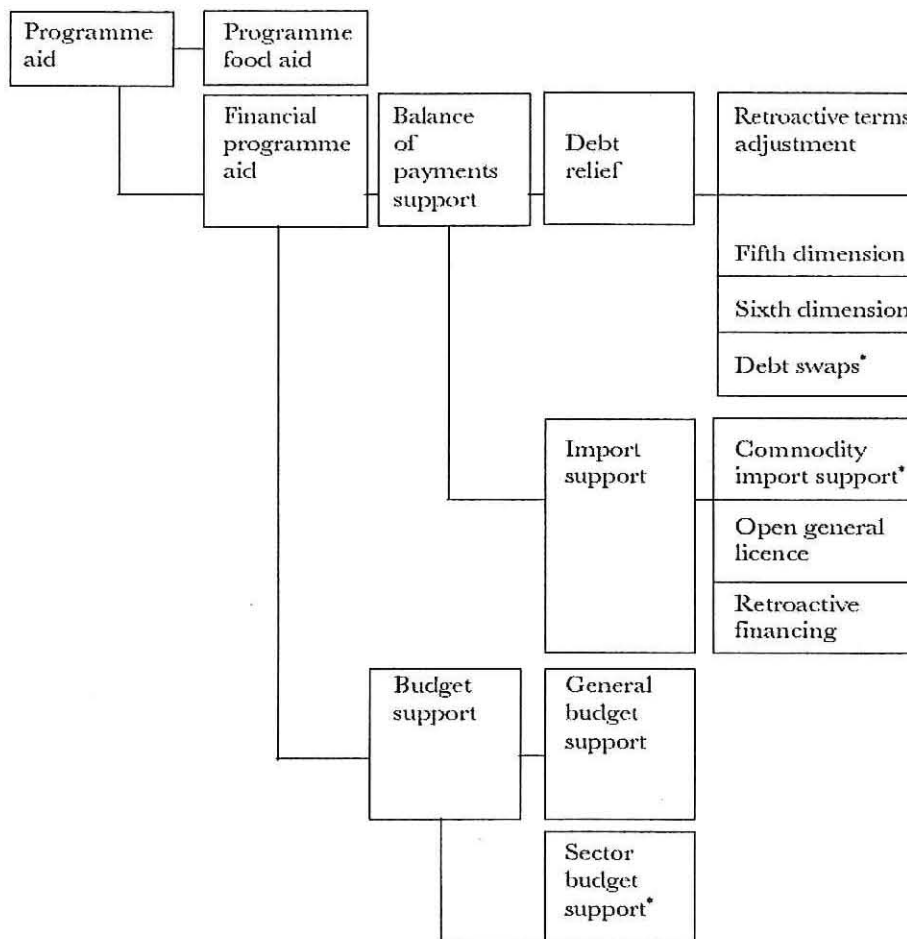 Programme
aid
Programme
food aid
Financial
programme
aid
Balance
of
payments
support
Debt
relief
Retroactive terms
adjustment
Fifth dimension
Sixth dimension
Debt swaps*
Import
support
Commodity
import support*
Open general
licence
Retroactive
financing
Budget
support
General
budget
support
Sector
budget
support*